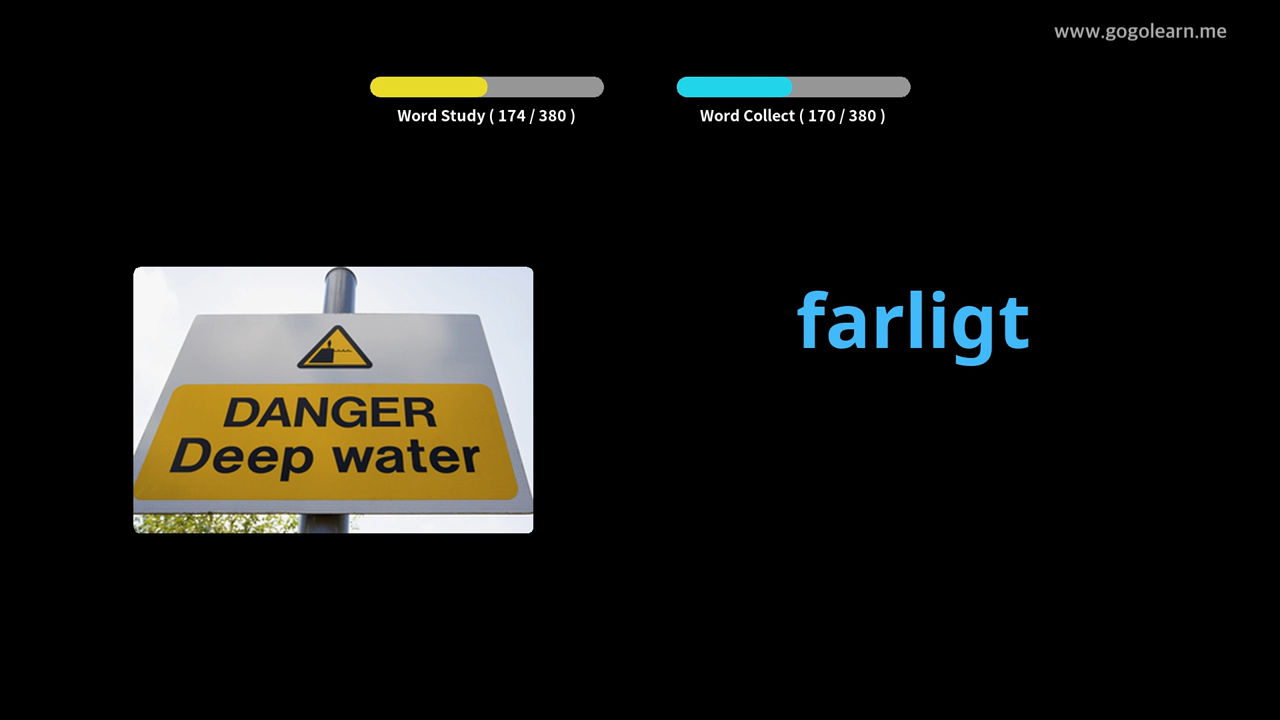 www.gogolearn.me
Word Study ( 174 / 380 )
Word Collect ( 170 / 380 )
DANGER
Deep water
farligt